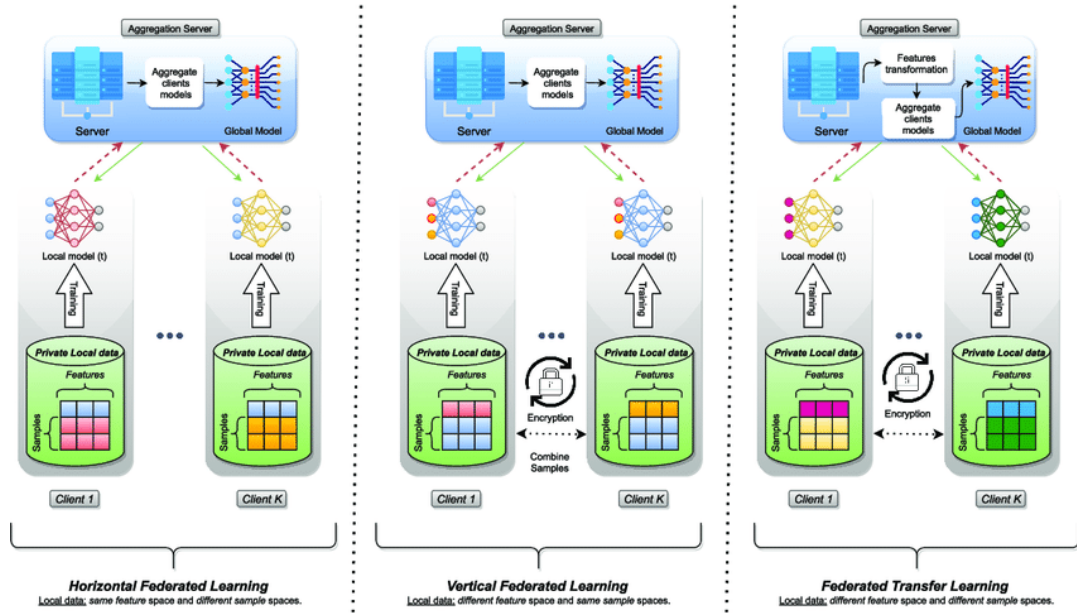 Aggregation Server
Aggregate
clients
models
Server
Global Model
Local model (t)
Local model (t)
Training
Training
Private Local data
Private Local data
Features
Features
Samples
Samples
Client 1
Client K
Horizontal Federated Learning
Local data: same feature space and different sample spaces.
Aggregation Server
Aggregate
clients
models
Server
Global Model
Local model (t)
Local model (t)
Training
Training
Private Local data
Private Local data
Features
Features
Samples
Samples
Encryption
Combine
Samples
Client 1
Client K
Vertical Federated Learning
Local data: different feature space and same sample spaces.
Aggregation Server
Features
transformation
Aggregate
clients
models
Server
Global Model
Local model (t)
Local model (t)
Training
Training
Private Local data
Private Local data
Features
Features
Samples
Samples
Encryption
Client 1
Client K
Federated Transfer Learning
Local data: different feature space and different sample spaces.